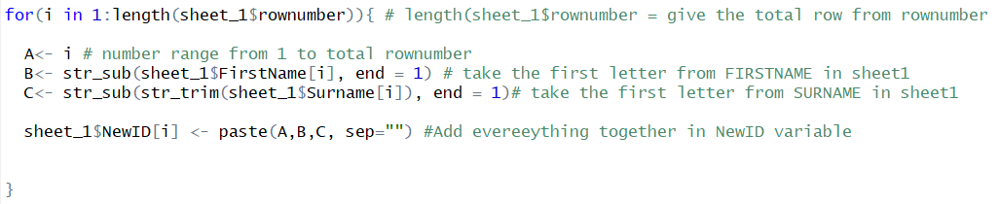 for(i in 1:length(sheet_1$rownumber)){ # length(sheet_1$rownumber = give the total row from rownumber
A<- i # number range from 1 to total rownumber
B<- str_sub(sheet_1$FirstName[i], end = 1) # take the first letter from FIRSTNAME in sheet1
C<- str_sub(str_trim(sheet_1$Surname[i]), end = 1)# take the first letter from SURNAME in sheet1
sheet_1$NewID[i] <- paste(A,B,C, sep="") #Add evereeything together in NewID variable
}